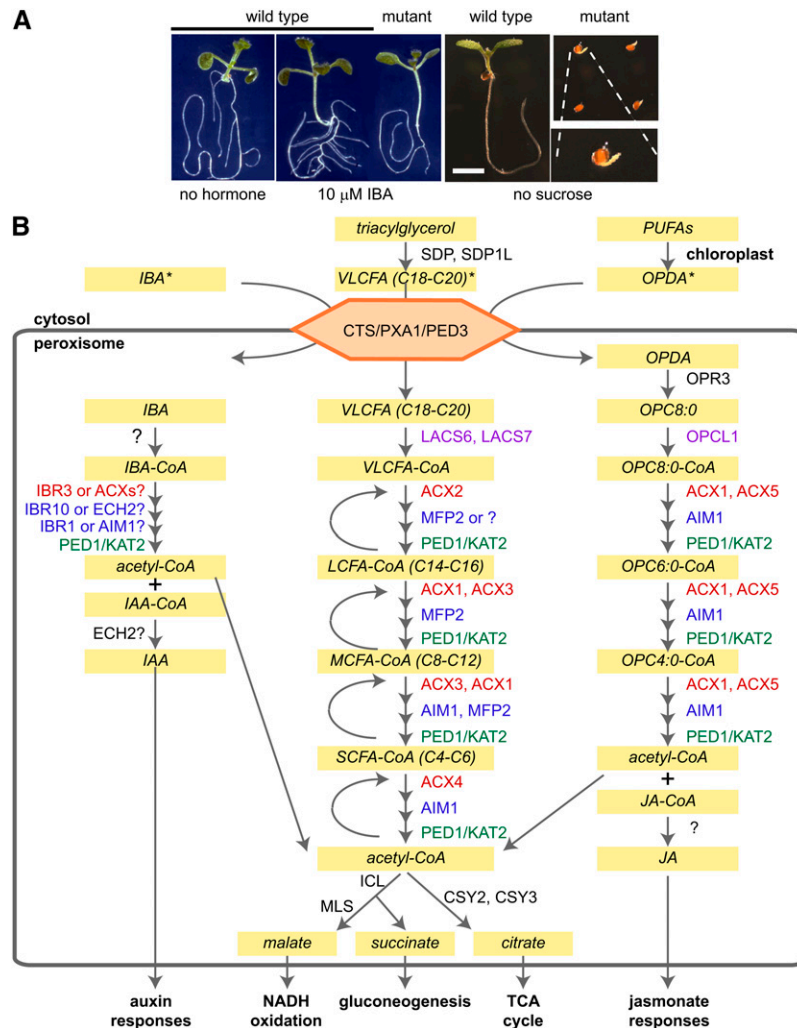 A
wild type
mutant
wild type
mutant
no hormone
10 µM IBA
no sucrose
B
triacylglycerol
PUFAs
SDP, SDP1L
chloroplast
IBA*
VLCFA (C18-C20)*
OPDA*
cytosol
peroxisome
CTS/PXA1/PED3
OPDA
OPR3
IBA
VLCFA (C18-C20)
OPC8:0
?
LACS6, LACS7
OPCL1
IBA-CoA
VLCFA-CoA
OPC8:0-CoA
IBR3 or ACXs?
ACX2
ACX1, ACX5
IBR10 or ECH2?
IBR1 or AIM1?
MFP2 or ?
AIM1
PED1/KAT2
PED1/KAT2
PED1/KAT2
acetyl-CoA
LCFA-CoA (C14-C16)
OPC6:0-CoA
+
ACX1, ACX3
ACX1, ACX5
IAA-CoA
MFP2
AIM1
ECH2?
PED1/KAT2
PED1/KAT2
IAA
MCFA-CoA (C8-C12)
OPC4:0-CoA
ACX3, ACX1
ACX1, ACX5
AIM1, MFP2
AIM1
PED1/KAT2
PED1/KAT2
SCFA-CoA (C4-C6)
acetyl-CoA
ACX4
+
AIM1
JA-CoA
PED1/KAT2
?
acetyl-CoA
JA
ICL
MLS
CSY2, CSY3
malate
succinate
citrate
auxin
responses
NADH
oxidation
gluconeogenesis
TCA
cycle
jasmonate
responses